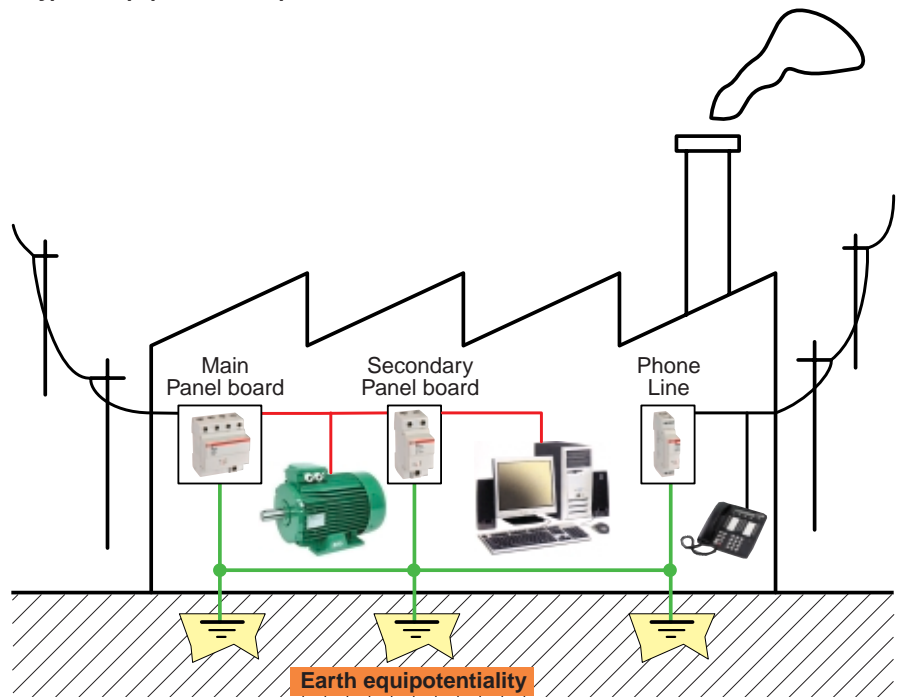 Main
Panel board
Secondary
Panel board
Phone
Line
Earth equipotentiality